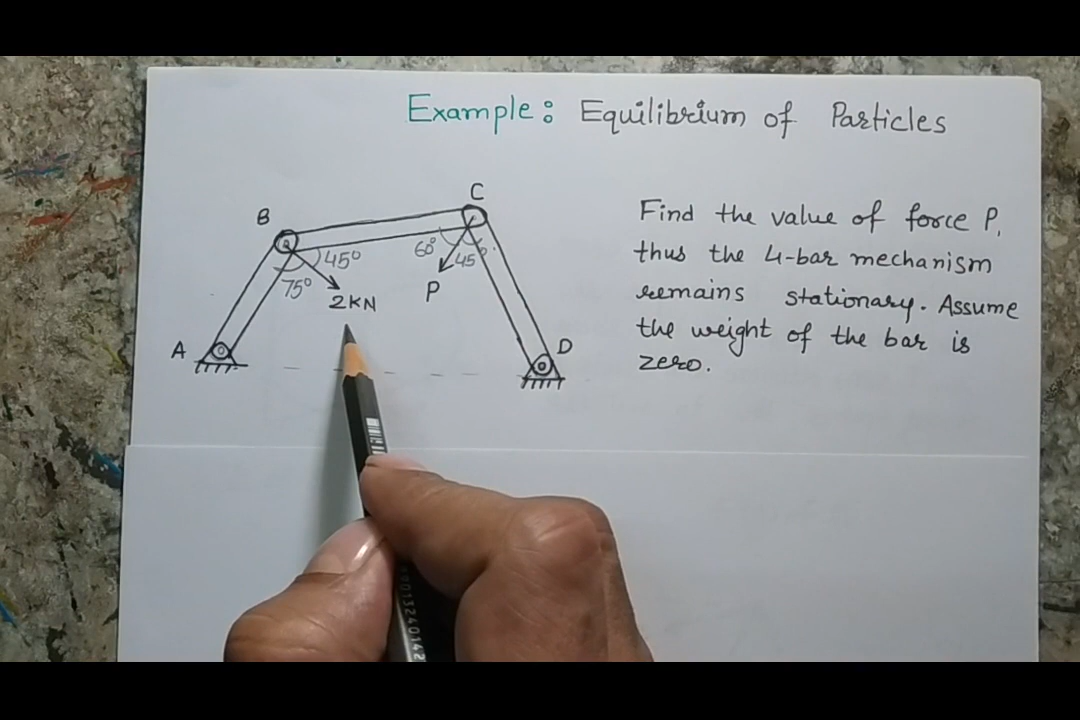 Example: Equilibrium of Particles
C
B
45°
60°
45°
75°
P
2KN
A
D
Find the value of force P,
thus the 4-bar mechanism
remains stationary. Assume
the weight of the bar is
zero.